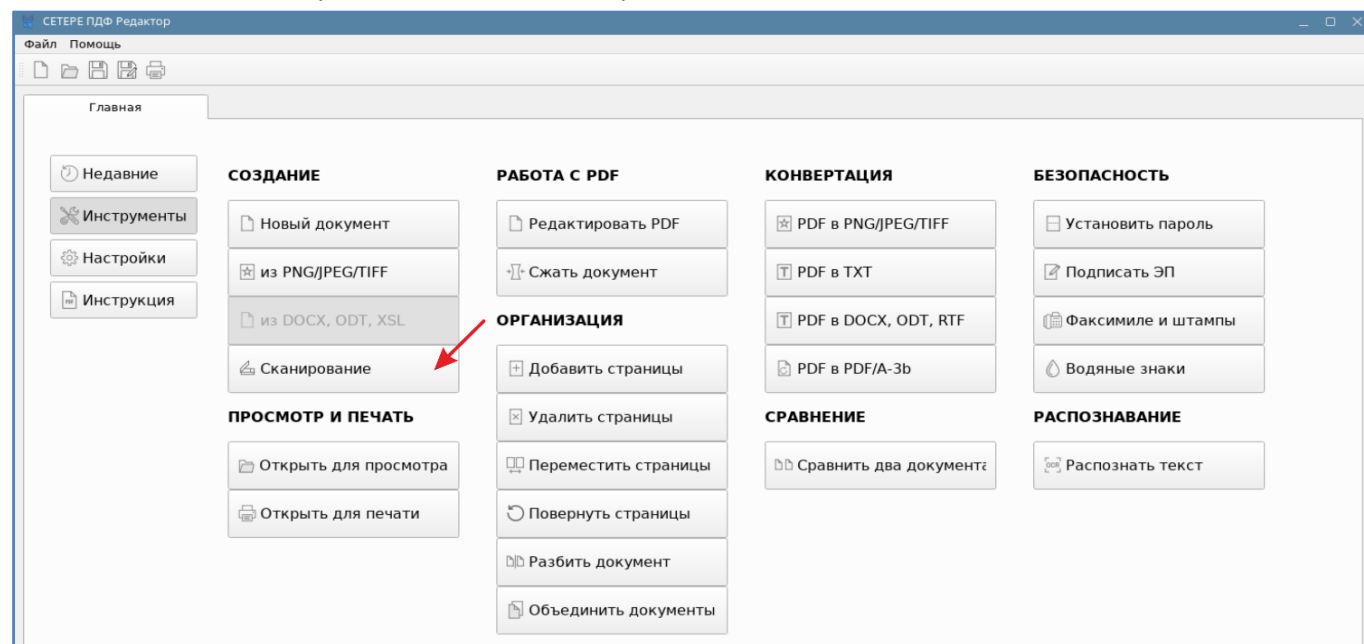 СЕТЕРЕ ПДФ Редактор
Файл Помощь
Главная
Недавние
Инструменты
Настройки
Инструкция
СОЗДАНИЕ
Новый документ
из PNG/JPEG/TIFF
из DOCX, ODT, XSL
Сканирование
ПРОСМОТР И ПЕЧАТЬ
Открыть для просмотра
Открыть для печати
РАБОТА С PDF
Редактировать PDF
Сжать документ
ОРГАНИЗАЦИЯ
Добавить страницы
Удалить страницы
Переместить страницы
Повернуть страницы
Разбить документ
Объединить документы
КОНВЕРТАЦИЯ
PDF в PNG/JPEG/TIFF
PDF в TXT
PDF в DOCX, ODT, RTF
PDF в PDF/A-3b
СРАВНЕНИЕ
Сравнить два документа
БЕЗОПАСНОСТЬ
Установить пароль
Подписать ЭП
Факсимиле и штампы
Водяные знаки
РАСПОЗНАВАНИЕ
Распознать текст